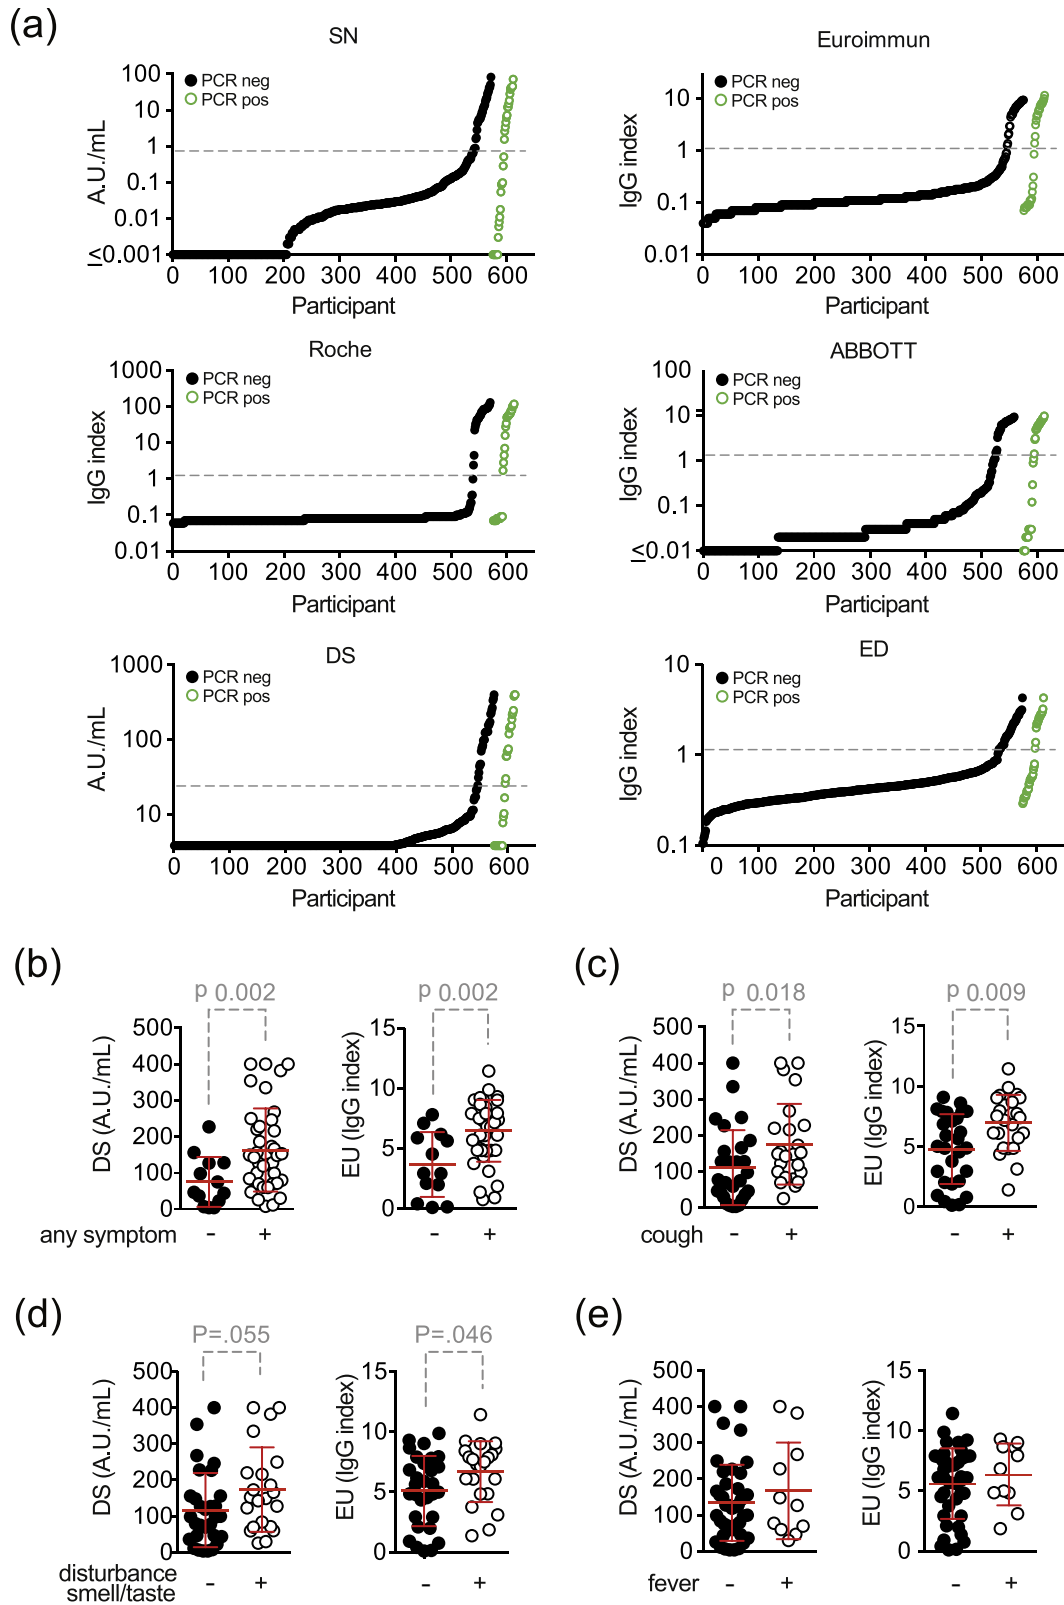 (a)
SN
PCR neg
PCR pos
A.U./mL
100
10
1
0.1
0.01
≤0.001
0 100 200 300 400 500 600
Participant
Euroimmun
PCR neg
PCR pos
IgG index
100
10
1
0.1
0.01
0 100 200 300 400 500 600
Participant
Roche
PCR neg
PCR pos
IgG index
1000
100
10
1
0.1
0.01
0 100 200 300 400 500 600
Participant
ABBOTT
PCR neg
PCR pos
IgG index
100
10
1
0.1
≤0.01
0 100 200 300 400 500 600
Participant
DS
PCR neg
PCR pos
A.U./mL
1000
100
10
0 100 200 300 400 500 600
Participant
ED
PCR neg
PCR pos
IgG index
10
1
0.1
0 100 200 300 400 500 600
Participant
(b)
p 0.002
DS (A.U./mL)
500
400
300
200
100
0
any symptom - +
p 0.002
EU (IgG index)
15
10
5
0
- +
(c)
p 0.018
DS (A.U./mL)
500
400
300
200
100
0
cough - +
p 0.009
EU (IgG index)
15
10
5
0
- +
(d)
P=.055
DS (A.U./mL)
500
400
300
200
100
0
disturbance
smell/taste - +
P=.046
EU (IgG index)
15
10
5
0
- +
(e)
DS (A.U./mL)
500
400
300
200
100
0
fever - +
EU (IgG index)
15
10
5
0
- +